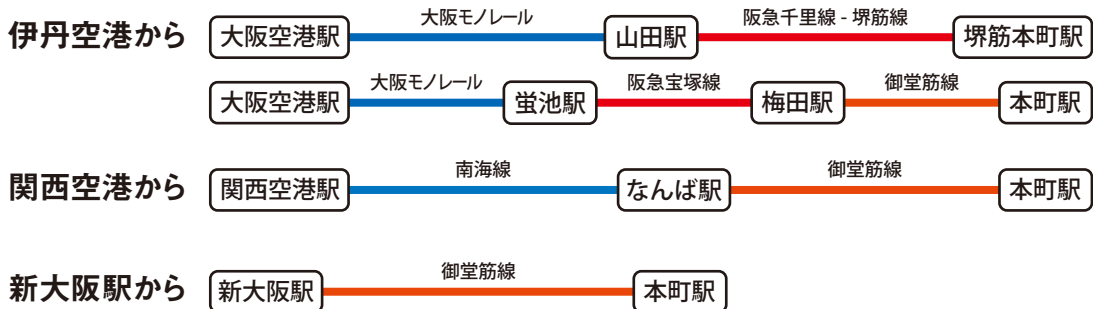 大阪モノレール 阪急千里線 - 堺筋線
伊丹空港から 大阪空港駅 山田駅 堺筋本町駅
大阪モノレール 阪急宝塚線 御堂筋線
大阪空港駅 蛍池駅 梅田駅 本町駅
南海線 御堂筋線
関西空港から 関西空港駅 なんば駅 本町駅
御堂筋線
新大阪駅から 新大阪駅 本町駅